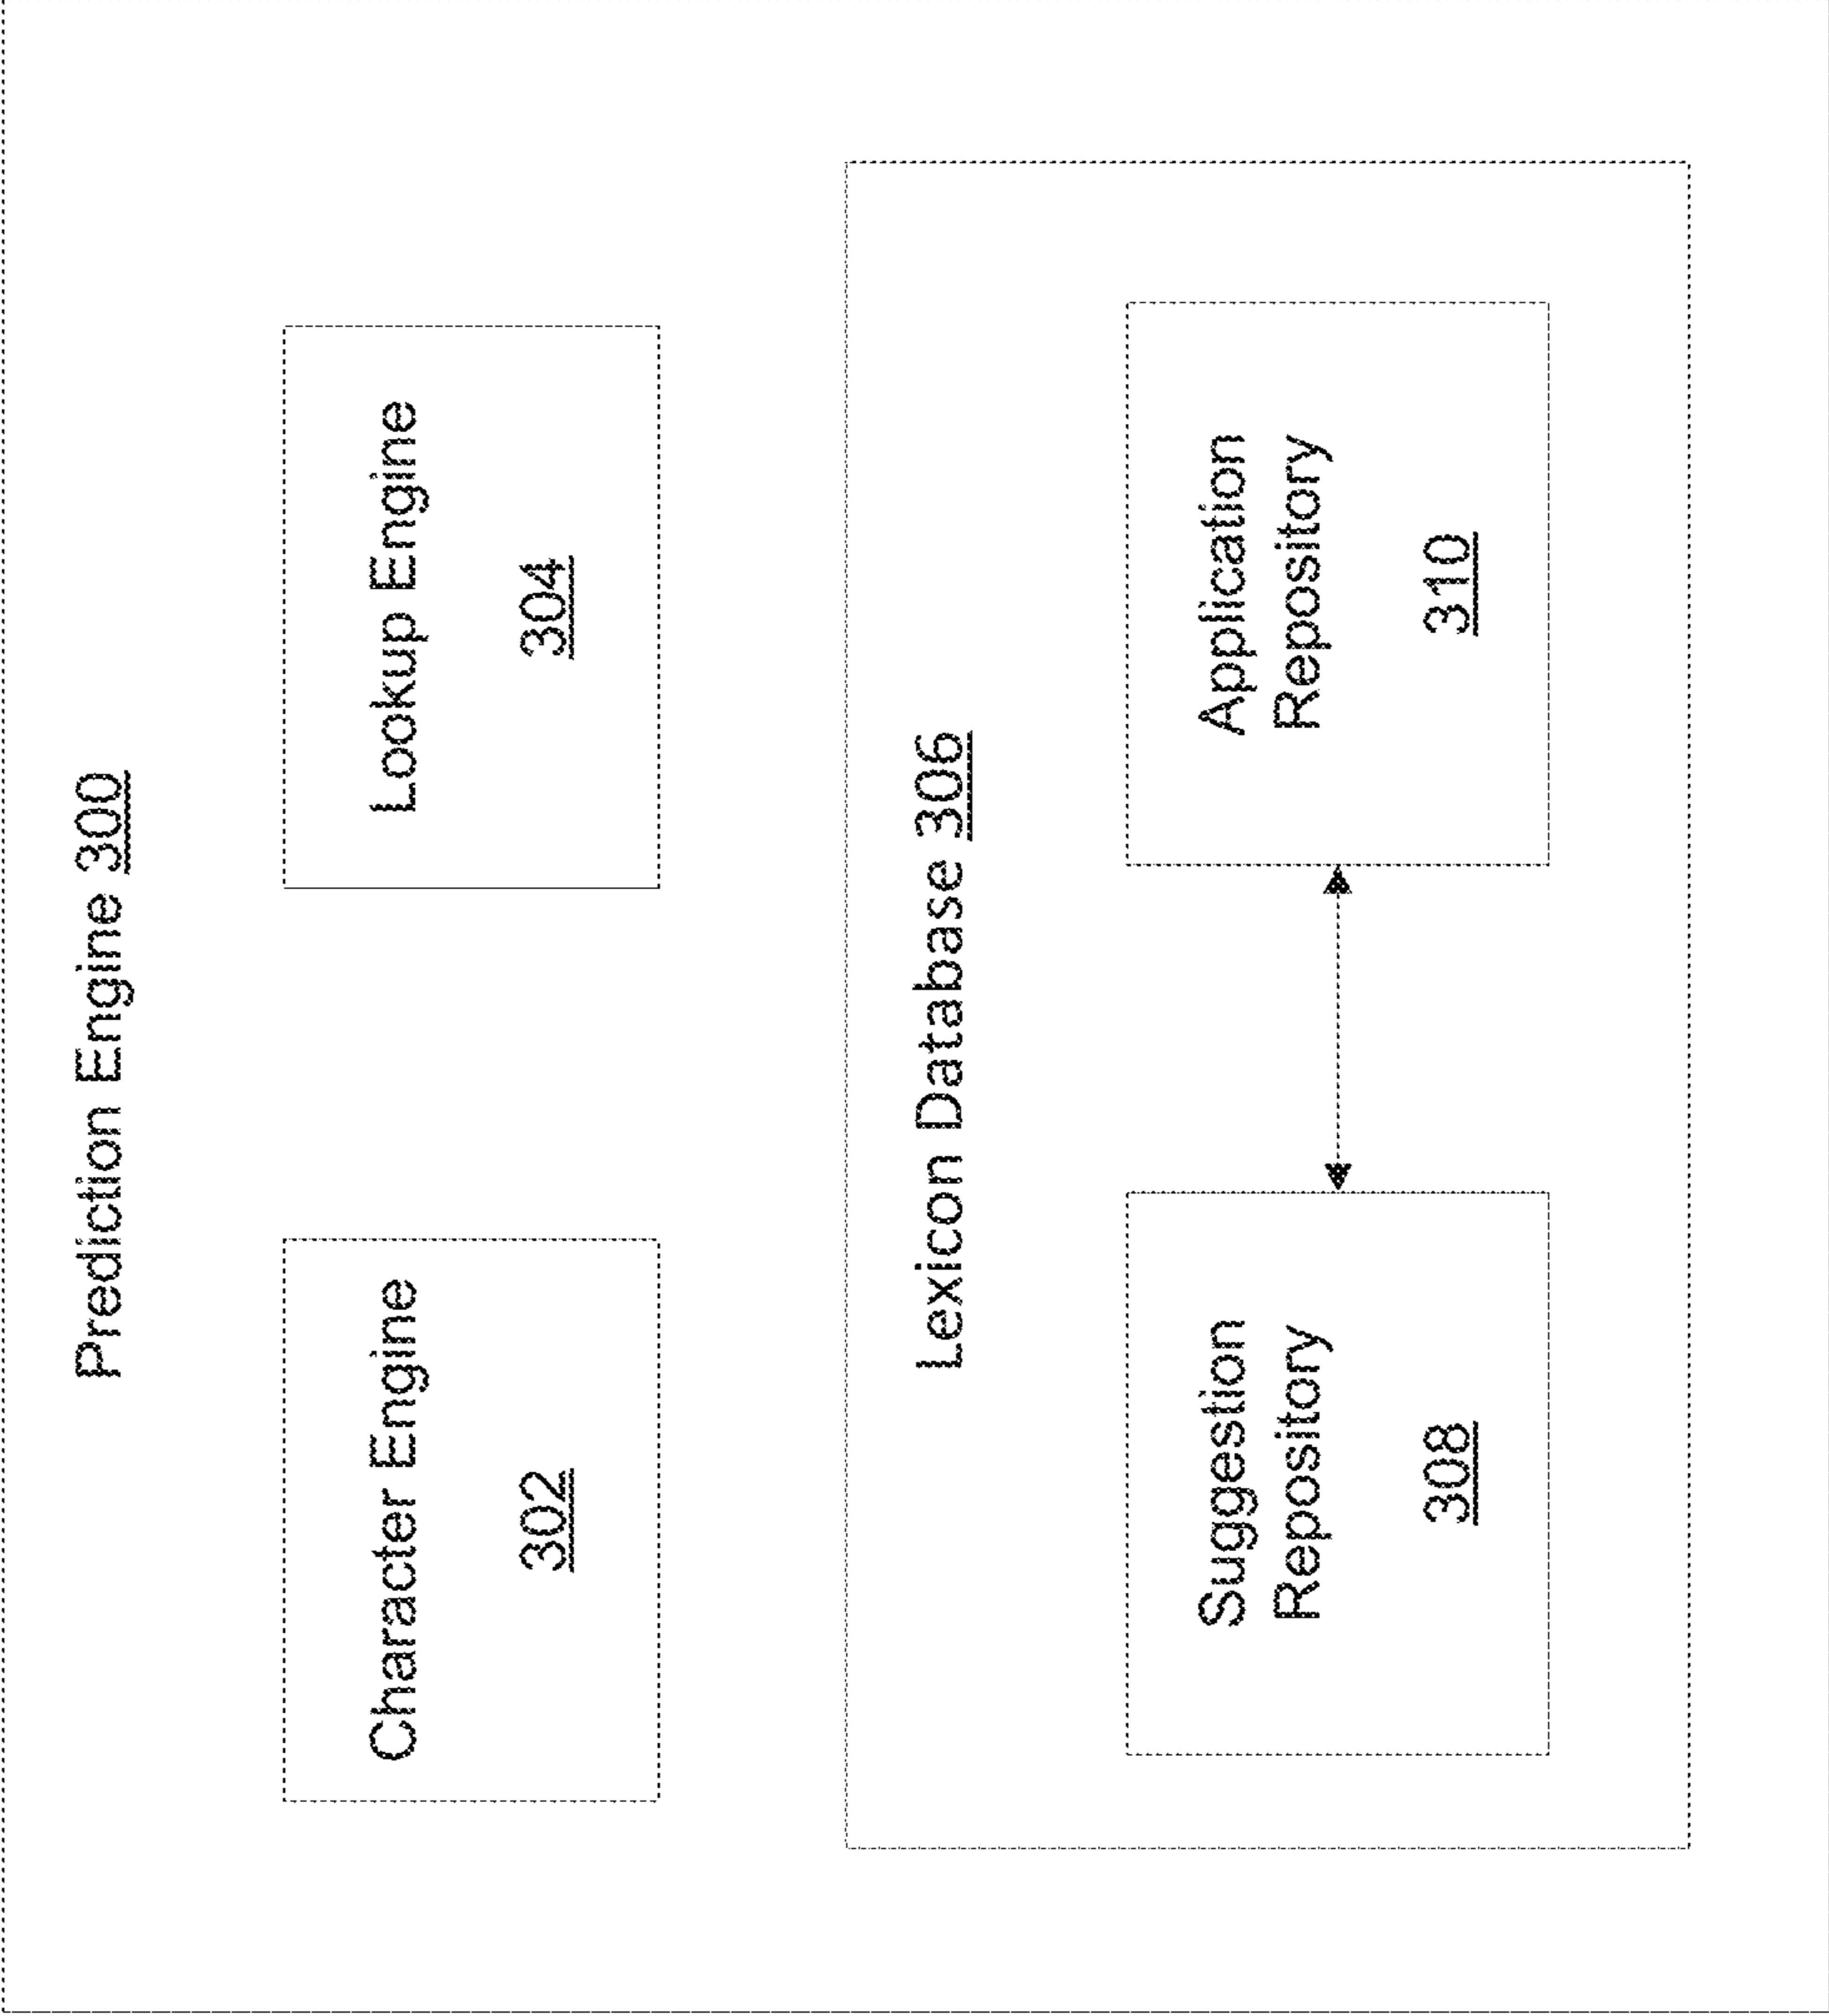 Prediction Engine 300
Character Engine
302
Lookup Engine
304
Lexicon Database 306
Suggestion
Repository
308
Application
Repository
310